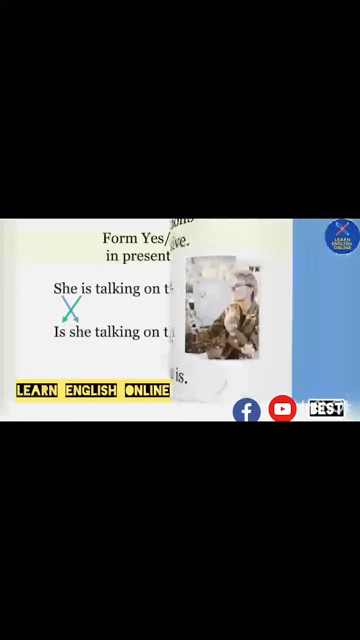 Form Yes/
in present
ive.
She is talking on t
Is she talking on t
is.
LEARN ENGLISH ONLINE
LEARN
ENGLISH
ONLINE
BEST